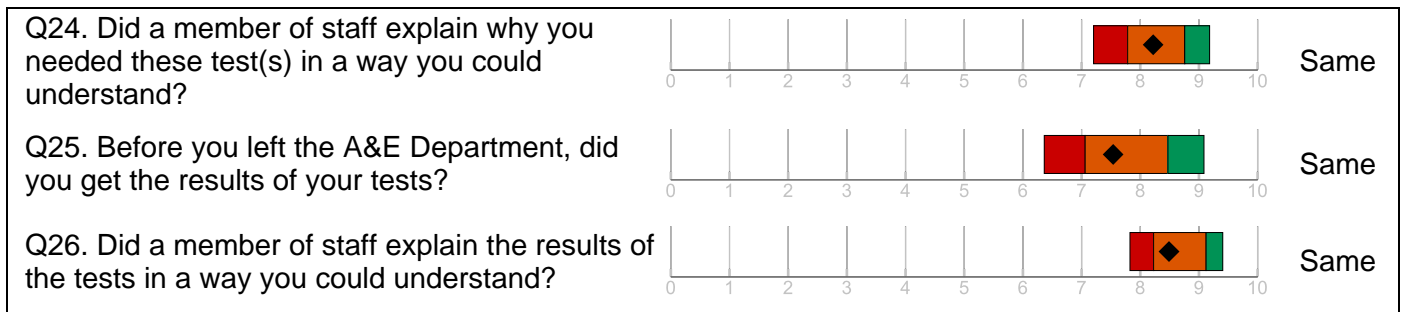 Q24. Did a member of staff explain why you
needed these test(s) in a way you could
understand?
0 1 2 3 4 5 6 7 8 9 10
Same
Q25. Before you left the A&E Department, did
you get the results of your tests?
0 1 2 3 4 5 6 7 8 9 10
Same
Q26. Did a member of staff explain the results of
the tests in a way you could understand?
0 1 2 3 4 5 6 7 8 9 10
Same